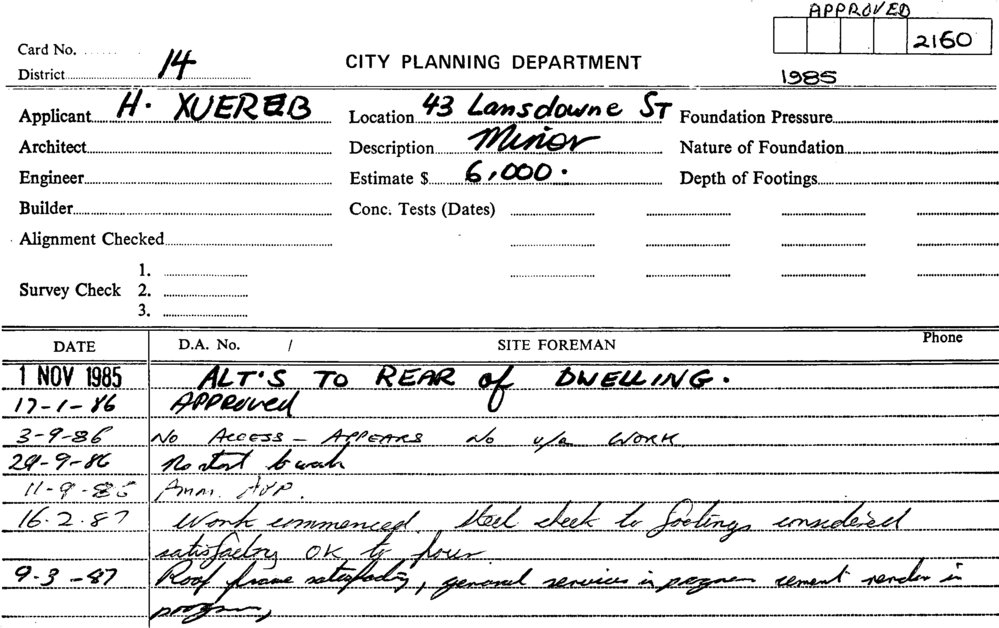 APPROVED
2160
1985
Card No.
District 14
CITY PLANNING DEPARTMENT
Applicant H. XUEREB
Location 43 Lansdowne ST
Foundation Pressure
Architect
Description Minor
Nature of Foundation
Engineer
Estimate $ 6,000.
Depth of Footings
Builder
Conc. Tests (Dates)
Alignment Checked
Survey Check
1.
2.
3.
DATE
D.A. No. /
SITE FOREMAN
Phone
1 NOV 1985 ALT'S TO REAR of DWELLING.
17-1-86 APPROVED
3-9-86 No ACCESS - APPEARS No WORK
29-9-86 No start
11-9-86
16.2.87 Work commenced steel check to footings considered
satisfactory OK to pour
9-3-87 Roof frame satisfactory, general services in progress cement render in
progress,